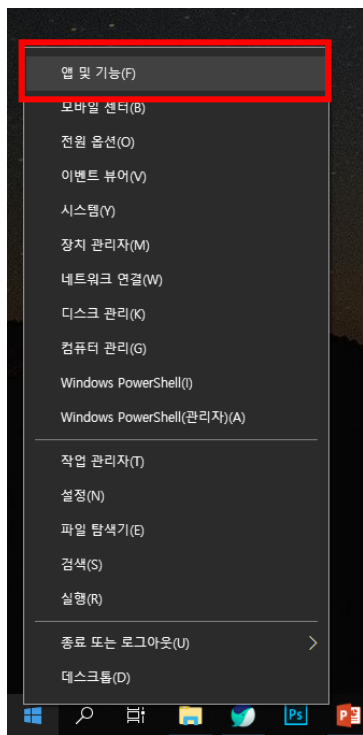 앱 및 기능(F)
모바일 센터(B)
전원 옵션(O)
이벤트 뷰어(V)
시스템(Y)
장치 관리자(M)
네트워크 연결(W)
디스크 관리(K)
컴퓨터 관리(G)
Windows PowerShell(I)
Windows PowerShell(관리자)(A)
작업 관리자(T)
설정(N)
파일 탐색기(E)
검색(S)
실행(R)
종료 또는 로그아웃(U)
데스크톱(D)
Ps
P